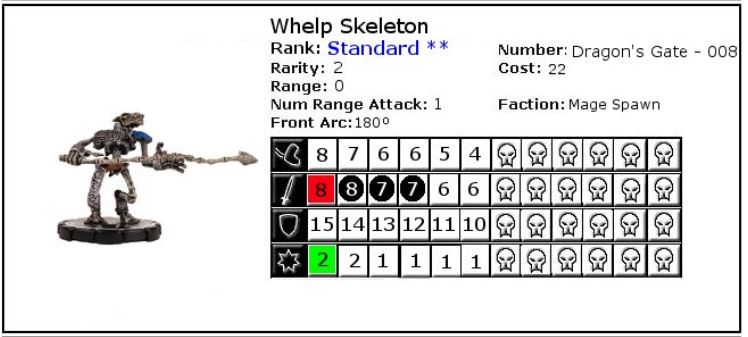 Whelp Skeleton
Rank: Standard ** Number: Dragon's Gate - 008
Rarity: 2 Cost: 22
Range: 0
Num Range Attack: 1 Faction: Mage Spawn
Front Arc: 180º
8 7 6 6 5 4
8 8 7 7 6 6
15 14 13 12 11 10
2 2 1 1 1 1